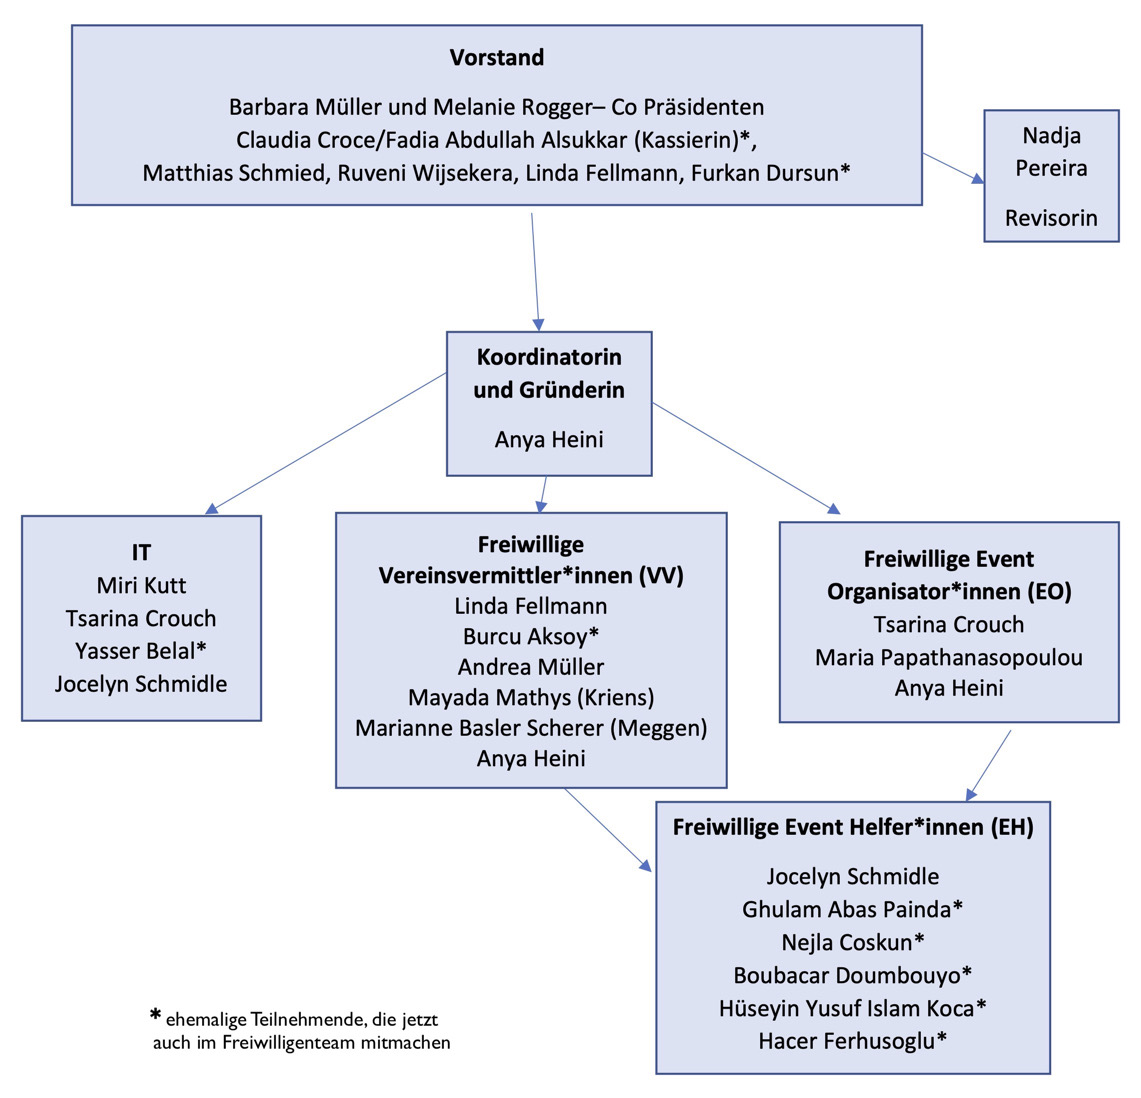 Vorstand
Barbara Müller und Melanie Rogger– Co Präsidenten
Claudia Croce/Fadia Abdullah Alsukkar (Kassierin)*,
Matthias Schmied, Ruveni Wijsekera, Linda Fellmann, Furkan Dursun*
Nadja
Pereira
Revisorin
Koordinatorin
und Gründerin
Anya Heini
IT
Miri Kutt
Tsarina Crouch
Yasser Belal*
Jocelyn Schmidle
Freiwillige
Vereinsvermittler*innen (VV)
Linda Fellmann
Burcu Aksoy*
Andrea Müller
Mayada Mathys (Kriens)
Marianne Basler Scherer (Meggen)
Anya Heini
Freiwillige Event
Organisator*innen (EO)
Tsarina Crouch
Maria Papathanasopoulou
Anya Heini
Freiwillige Event Helfer*innen (EH)
Jocelyn Schmidle
Ghulam Abas Painda*
Nejla Coskun*
Boubacar Doumbouyo*
Hüseyin Yusuf Islam Koca*
Hacer Ferhusoglu*
* ehemalige Teilnehmende, die jetzt
auch im Freiwilligenteam mitmachen